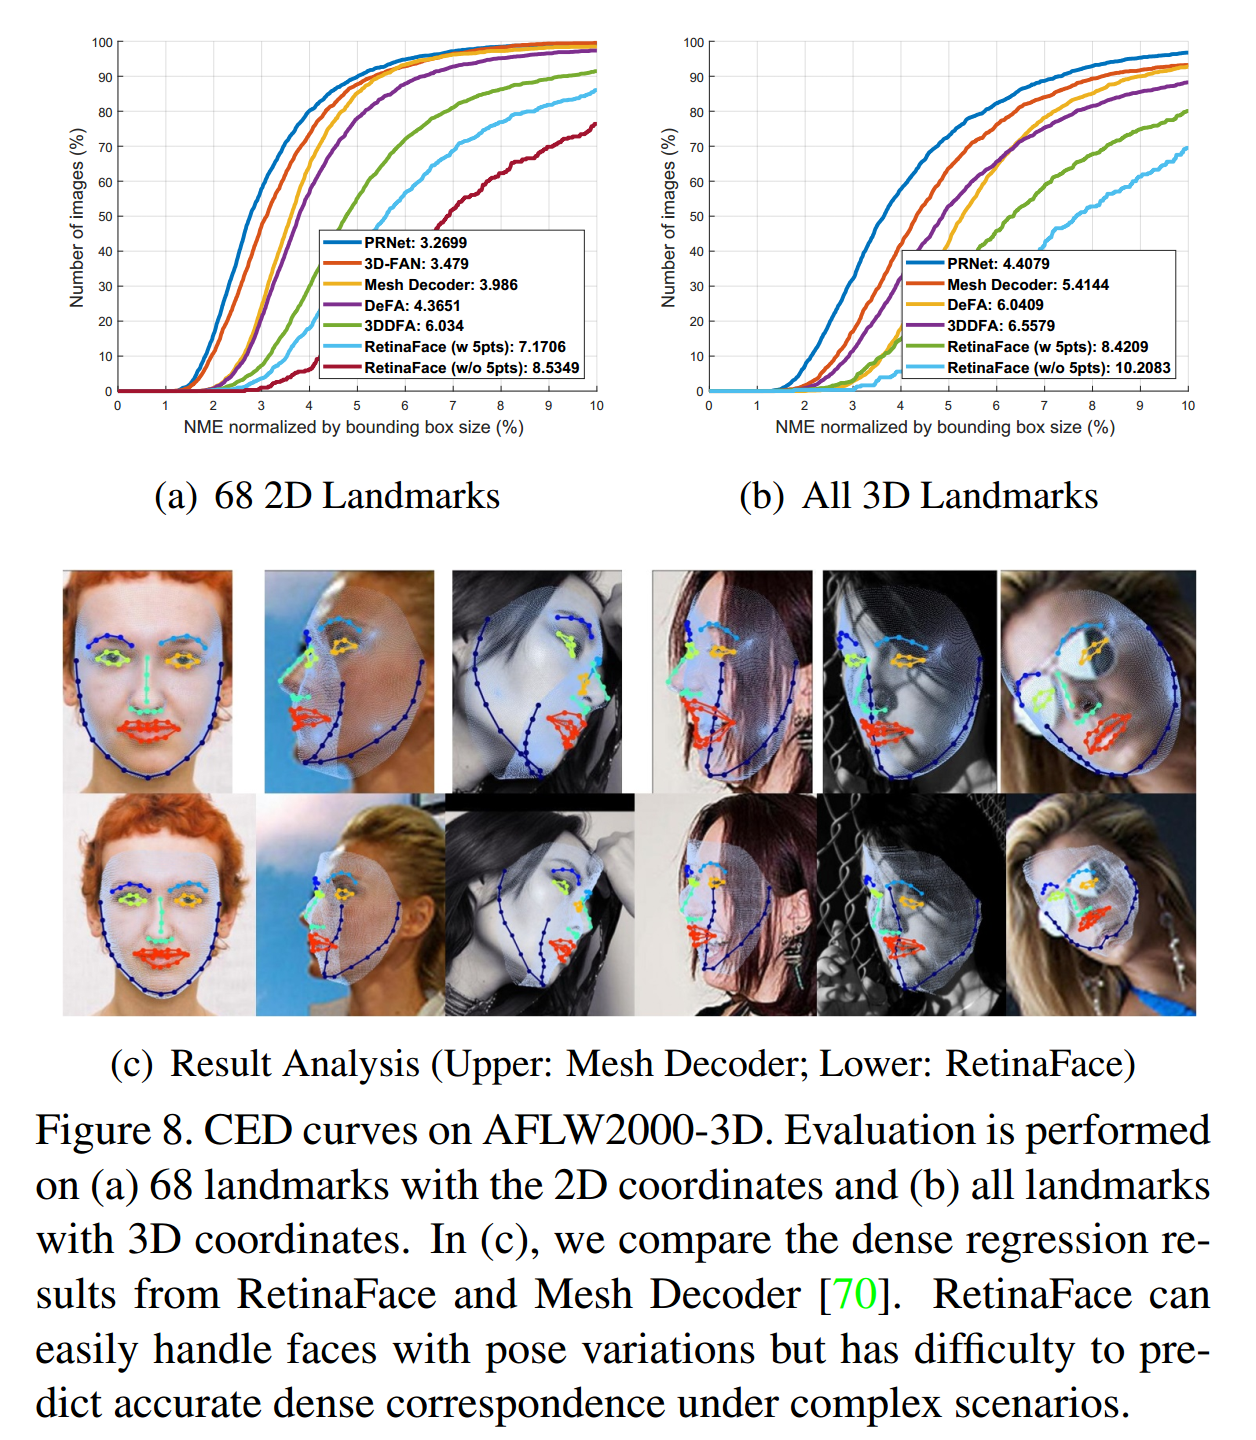 100
90
80
70
60
50
40
30
20
10
0
Number of images (%)
PRNet: 3.2699
3D-FAN: 3.479
Mesh Decoder: 3.986
DeFA: 4.3651
3DDFA: 6.034
RetinaFace (w 5pts): 7.1706
RetinaFace (w/o 5pts): 8.5349
0 1 2 3 4 5 6 7 8 9 10
NME normalized by bounding box size (%)
(a) 68 2D Landmarks
100
90
80
70
60
50
40
30
20
10
0
Number of images (%)
PRNet: 4.4079
Mesh Decoder: 5.4144
DeFA: 6.0409
3DDFA: 6.5579
RetinaFace (w 5pts): 8.4209
RetinaFace (w/o 5pts): 10.2083
0 1 2 3 4 5 6 7 8 9 10
NME normalized by bounding box size (%)
(b) All 3D Landmarks
(c) Result Analysis (Upper: Mesh Decoder; Lower: RetinaFace)
Figure 8. CED curves on AFLW2000-3D. Evaluation is performed
on (a) 68 landmarks with the 2D coordinates and (b) all landmarks
with 3D coordinates. In (c), we compare the dense regression re-
sults from RetinaFace and Mesh Decoder [70]. RetinaFace can
easily handle faces with pose variations but has difficulty to pre-
dict accurate dense correspondence under complex scenarios.